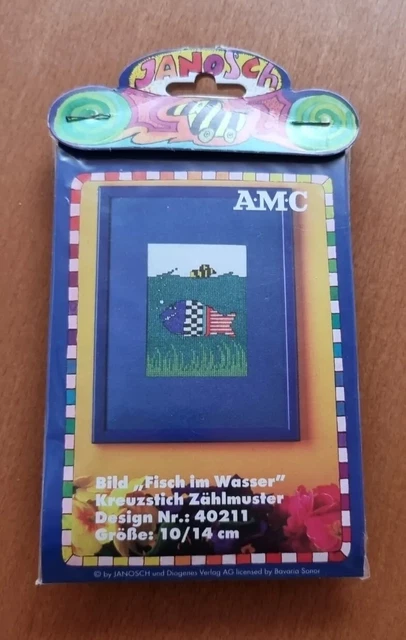 JANOSCH
A·M·C
Bild „Fisch im Wasser”
Kreuzstich Zählmuster
Design Nr.: 40211
Größe: 10/14 cm
© by JANOSCH und Diogenes Verlag AG licensed by Bavaria Sonor